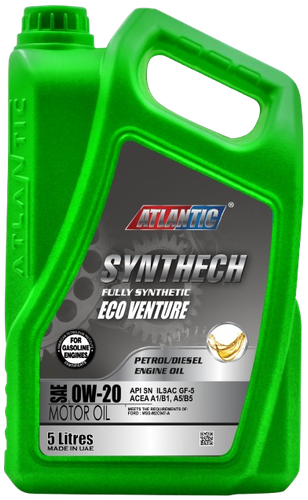 ATLANTIC
ATLANTIC
SYNTHECH
FULLY SYNTHETIC
ECO VENTURE
FOR
GASOLINE
ENGINES
PETROL/DIESEL
ENGINE OIL
SAE 0W-20
MOTOR OIL
API SN ILSAC GF-5
ACEA A1/B1, A5/B5
MEETS THE REQUIREMENTS OF:
5 Litres
MADE IN UAE